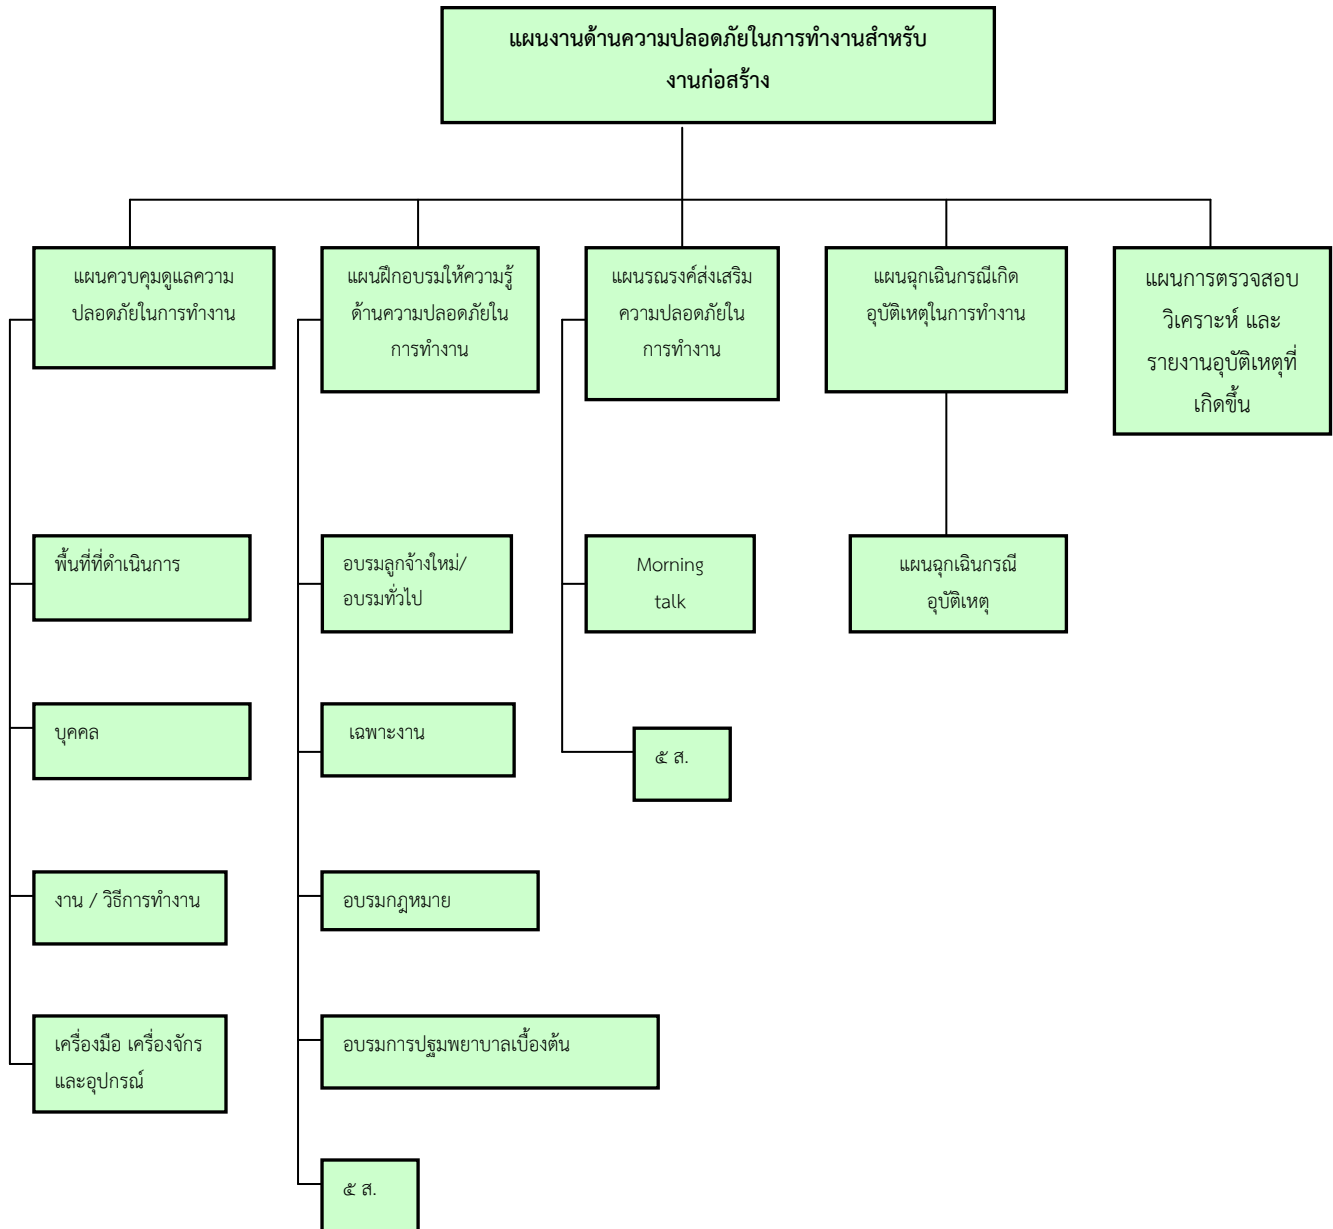 แผนงานด้านความปลอดภัยในการทำงานสำหรับ
งานก่อสร้าง
แผนควบคุมดูแลความ
ปลอดภัยในการทำงาน
แผนฝึกอบรมให้ความรู้
ด้านความปลอดภัยใน
การทำงาน
แผนรณรงค์ส่งเสริม
ความปลอดภัยใน
การทำงาน
แผนฉุกเฉินกรณีเกิด
อุบัติเหตุในการทำงาน
แผนการตรวจสอบ
วิเคราะห์ และ
รายงานอุบัติเหตุที่
เกิดขึ้น
พื้นที่ที่ดำเนินการ
อบรมลูกจ้างใหม่/
อบรมทั่วไป
Morning
talk
แผนฉุกเฉินกรณี
อุบัติเหตุ
บุคคล
เฉพาะงาน
๕ ส.
งาน / วิธีการทำงาน
อบรมกฎหมาย
เครื่องมือ เครื่องจักร
และอุปกรณ์
อบรมการปฐมพยาบาลเบื้องต้น
๕ ส.